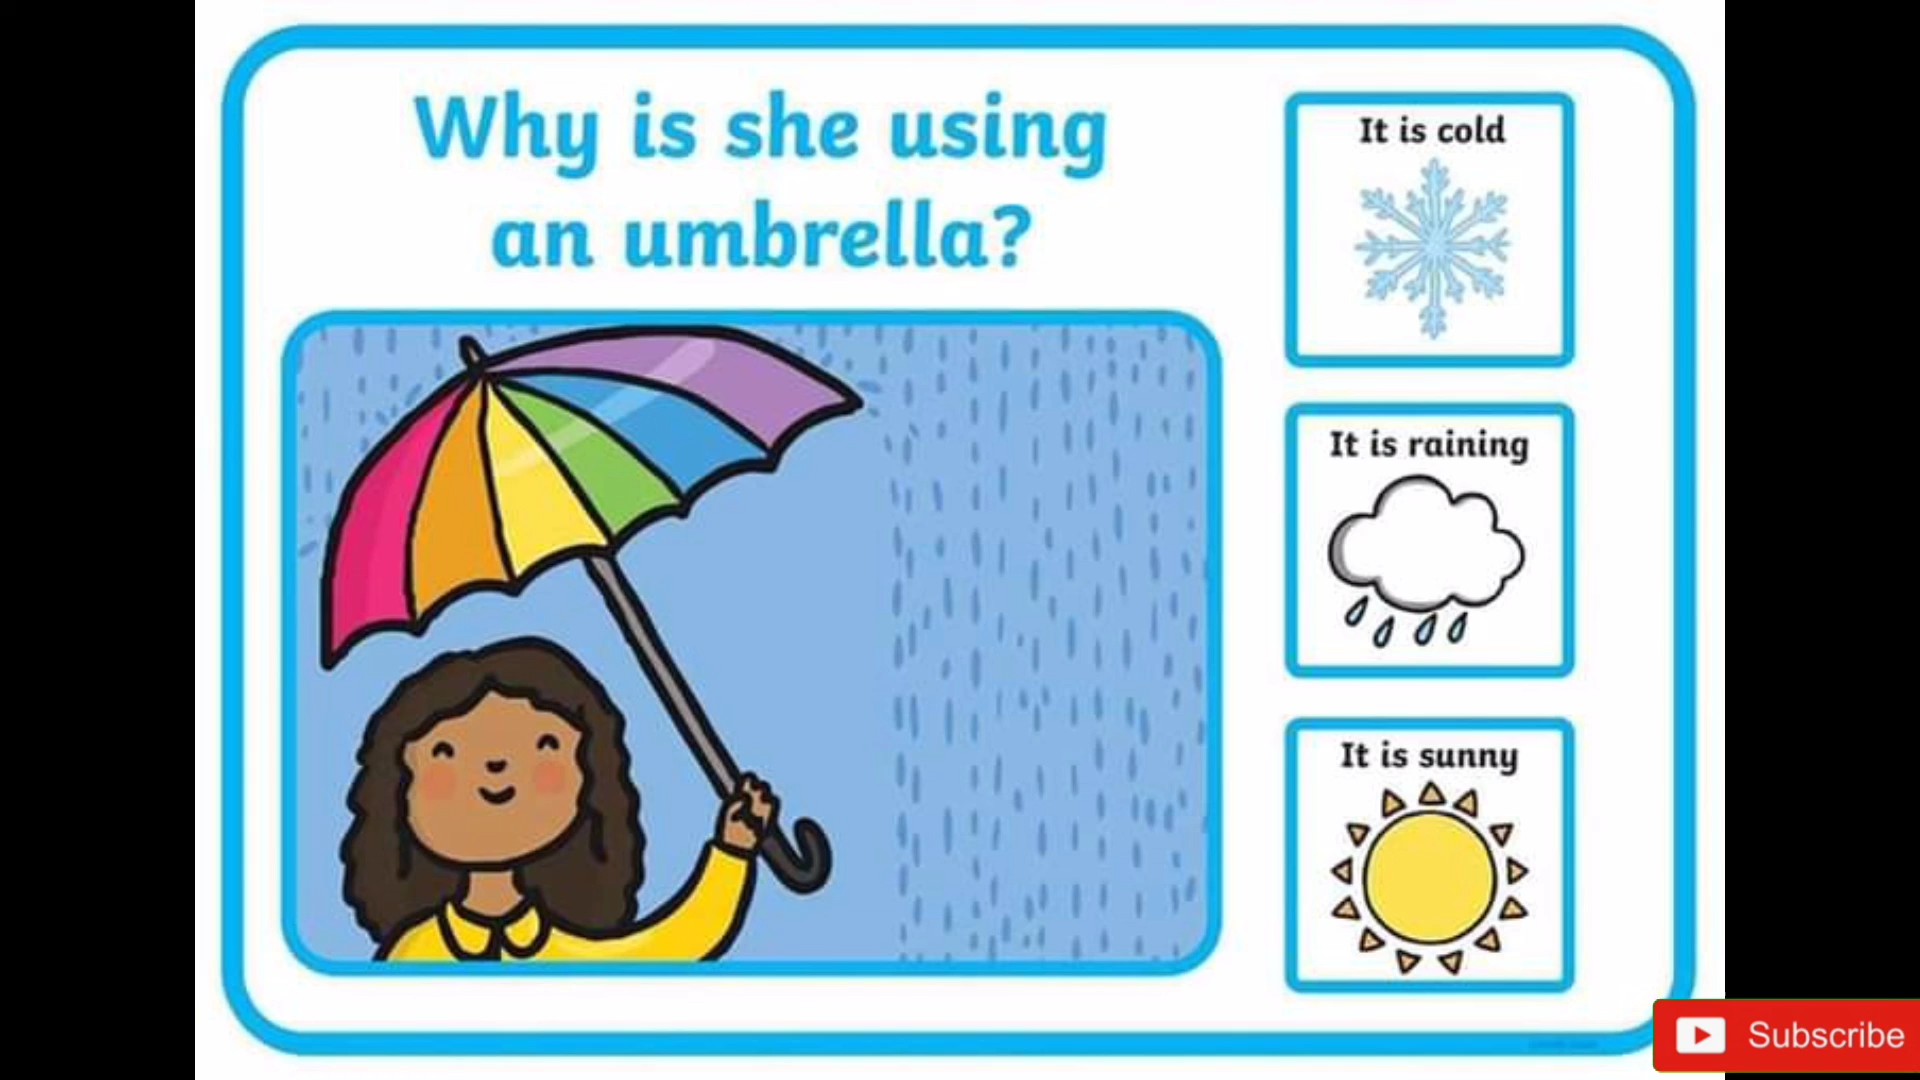 Why is she using
an umbrella?
It is cold
It is raining
It is sunny
Subscribe